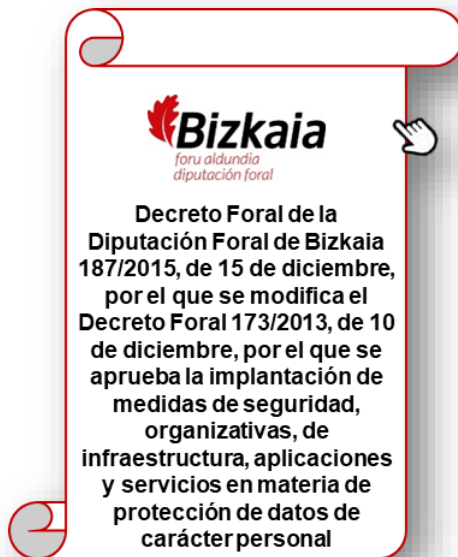 Bizkaia
foru aldundia
diputación foral
Decreto Foral de la
Diputación Foral de Bizkaia
187/2015, de 15 de diciembre,
por el que se modifica el
Decreto Foral 173/2013, de 10
de diciembre, por el que se
aprueba la implantación de
medidas de seguridad,
organizativas, de
infraestructura, aplicaciones
y servicios en materia de
protección de datos de
carácter personal